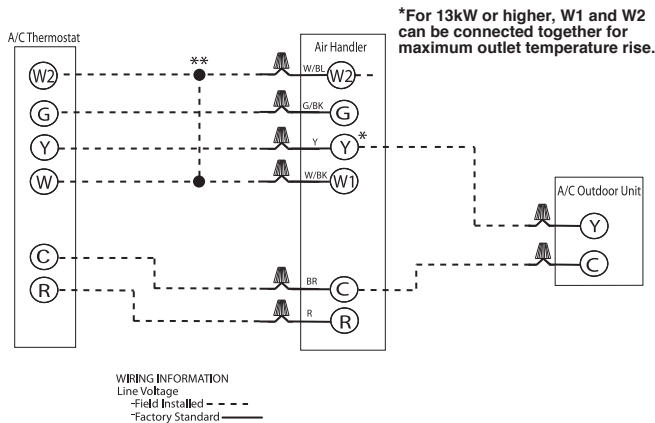 *For 13kW or higher, W1 and W2
can be connected together for
maximum outlet temperature rise.
A/C Thermostat
Air Handler
**
W2
W/BL
W2
G
G/BK
G
Y
Y
Y
*
W
W/BK
W1
A/C Outdoor Unit
Y
C
C
BR
C
R
R
R
WIRING INFORMATION
Line Voltage
-Field Installed
-Factory Standard